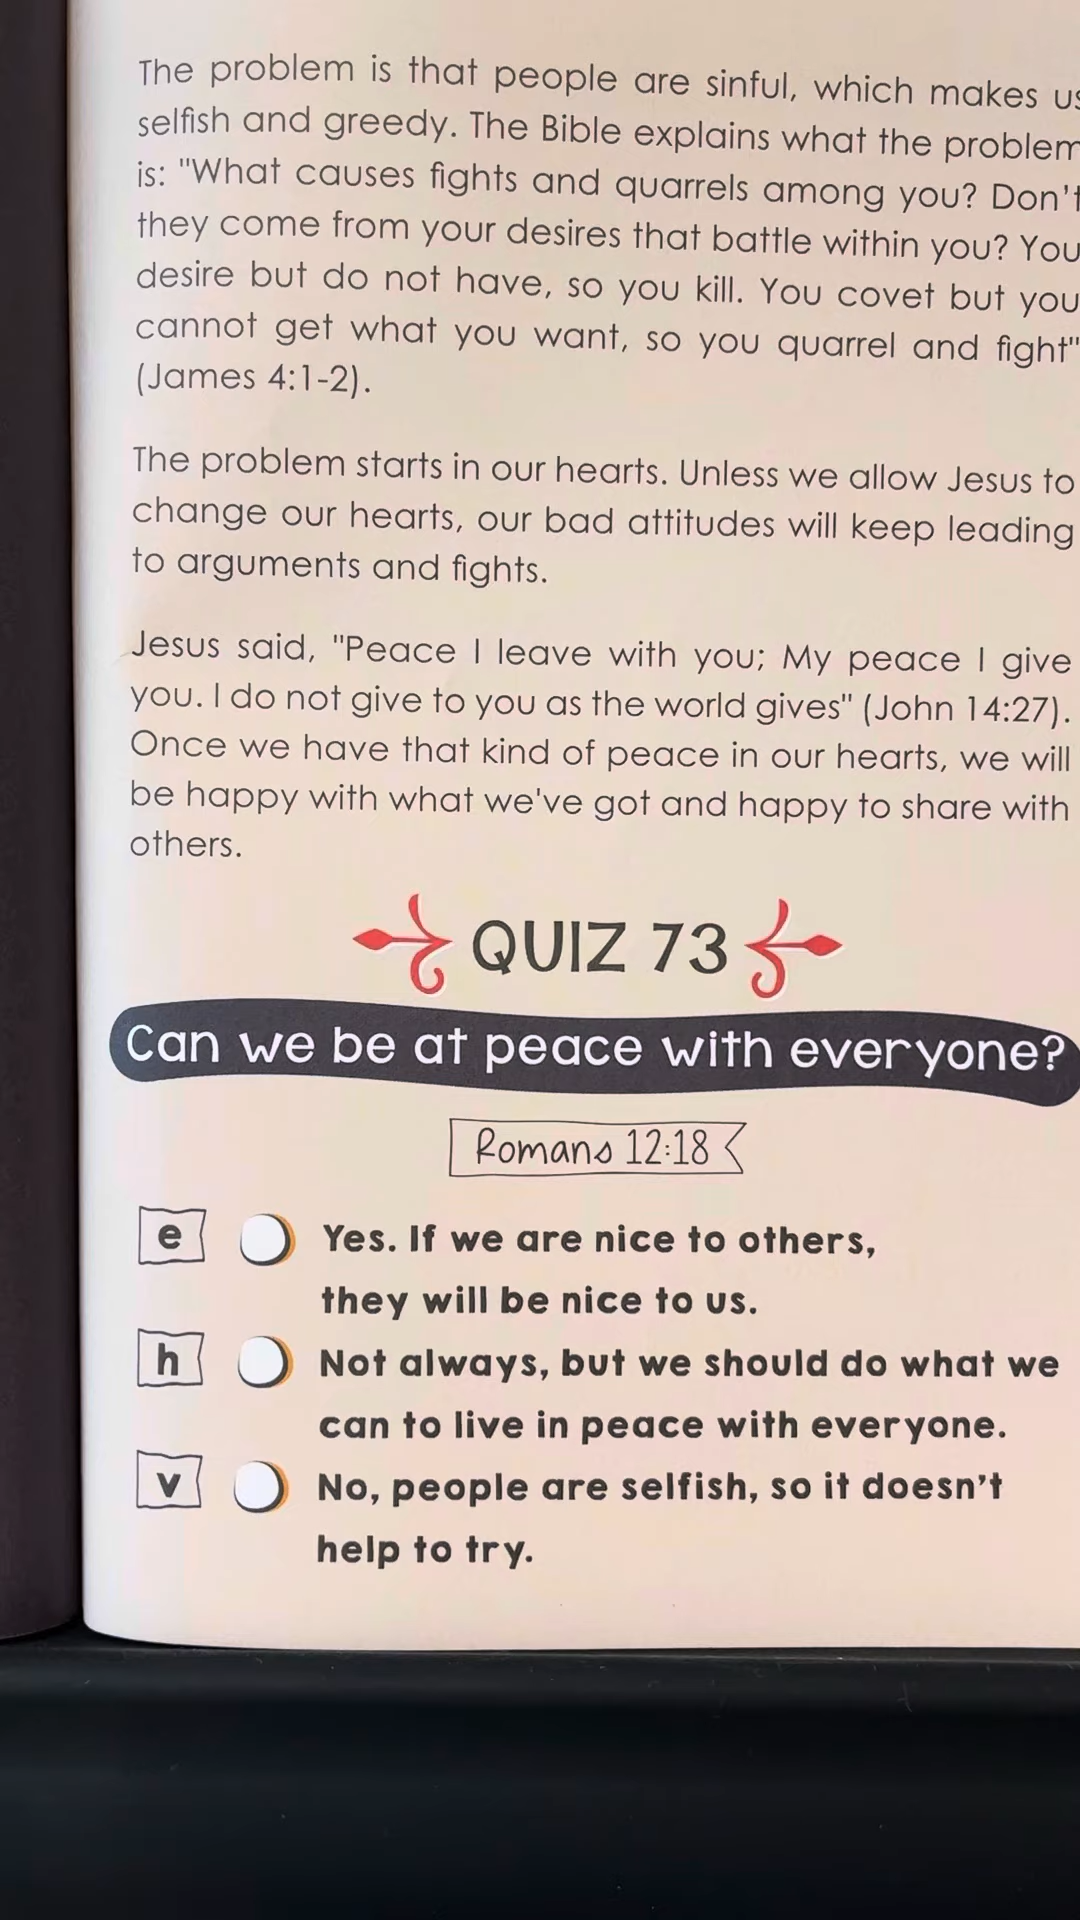 The problem is that people are sinful, which makes us
selfish and greedy. The Bible explains what the problem
is: "What causes fights and quarrels among you? Don't
they come from your desires that battle within you? You
desire but do not have, so you kill. You covet but you
cannot get what you want, so you quarrel and fight"
(James 4:1-2).
The problem starts in our hearts. Unless we allow Jesus to
change our hearts, our bad attitudes will keep leading
to arguments and fights.
Jesus said, "Peace I leave with you; My peace I give
you. I do not give to you as the world gives" (John 14:27).
Once we have that kind of peace in our hearts, we will
be happy with what we've got and happy to share with
others.
QUIZ 73
Can we be at peace with everyone?
Romans 12:18
e Yes. If we are nice to others,
they will be nice to us.
h Not always, but we should do what we
can to live in peace with everyone.
v No, people are selfish, so it doesn't
help to try.